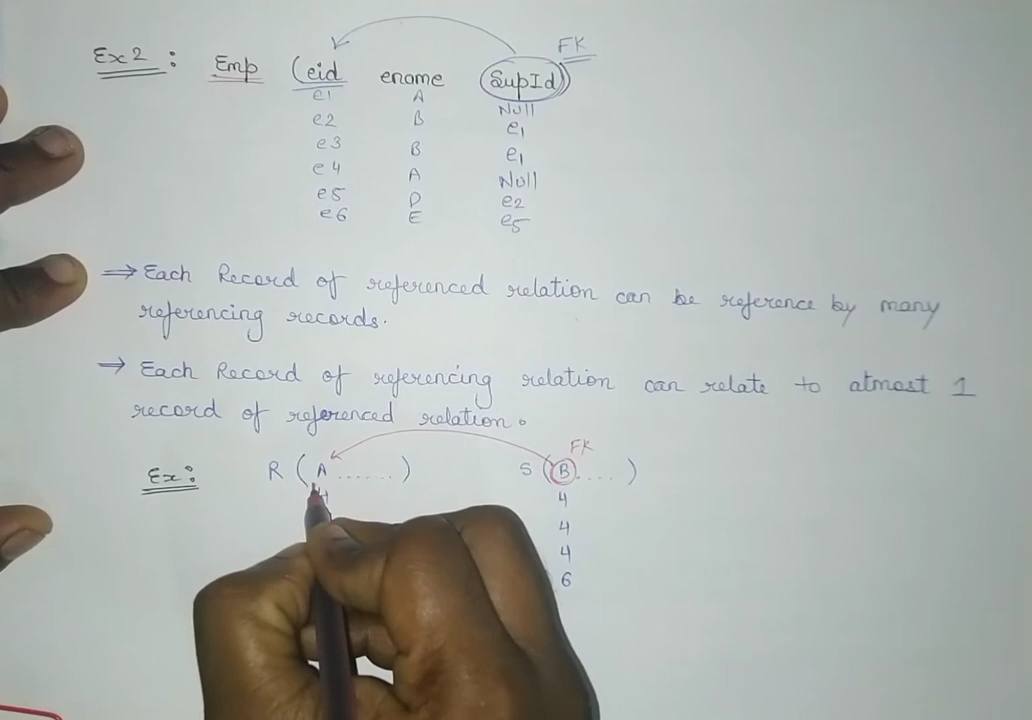 FK
Ex2 : Emp (eid ename SupId)
e1 A Null
e2 B e1
e3 B e1
e4 A Null
e5 D e2
e6 E e5
⇒ Each Record of referenced relation can be reference by many
referencing records.
⇒ Each Record of referencing relation can relate to atmost 1
record of referenced relation.
FK
Ex: R (A ......) S (B....)
4 4
4
4
6